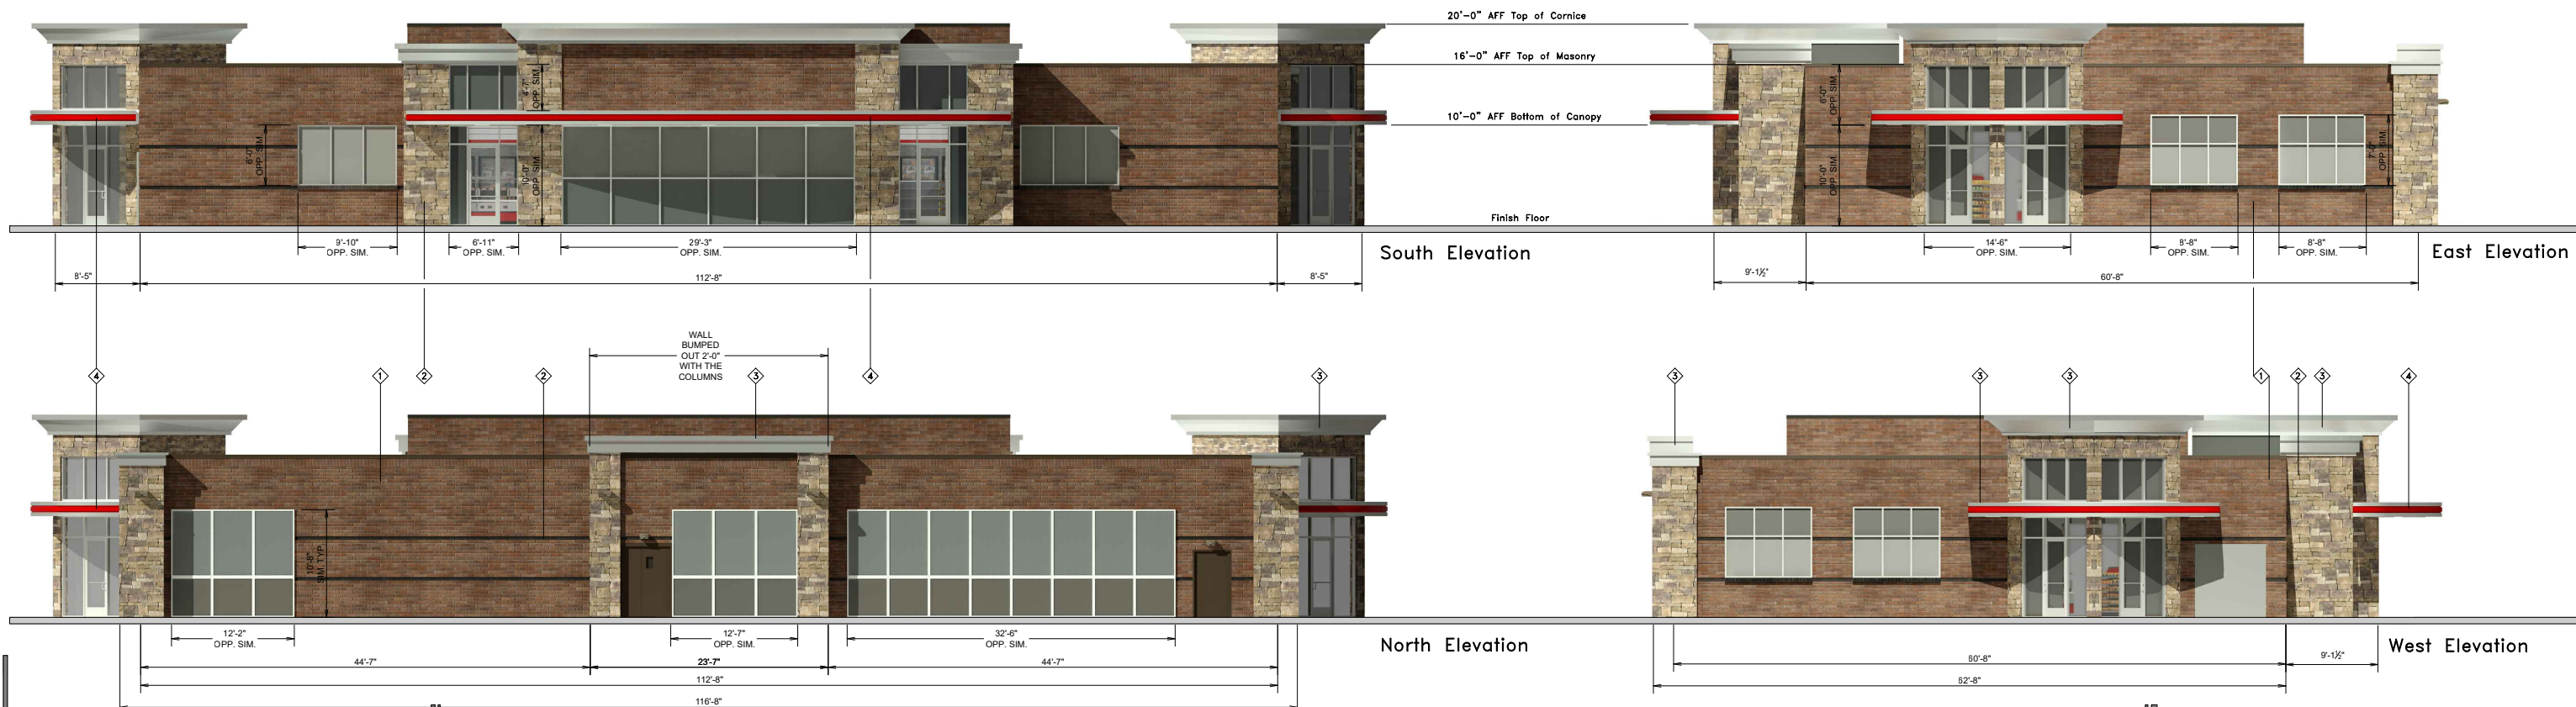 20'-0" AFF Top of Cornice
16'-0" AFF Top of Masonry
10'-0" AFF Bottom of Canopy
Finish Floor
4'-7"
OPP. SIM.
6'-0"
OPP. SIM.
10'-0"
OPP. SIM.
6'-0"
OPP. SIM.
10'-0"
OPP. SIM.
7'-0"
OPP. SIM.
9'-10"
OPP. SIM.
6'-11"
OPP. SIM.
29'-3"
OPP. SIM.
8'-5"
112'-8"
8'-5"
South Elevation
14'-6"
OPP. SIM.
8'-8"
OPP. SIM.
8'-8"
OPP. SIM.
9'-1½"
60'-8"
East Elevation
WALL
BUMPED
OUT 2'-0"
WITH THE
COLUMNS
4
1
2
2
3
4
3
3
3
3
1
2
3
4
10'-8"
SIM. TYP.
12'-2"
OPP. SIM.
12'-7"
OPP. SIM.
32'-6"
OPP. SIM.
44'-7"
23'-7"
44'-7"
112'-8"
116'-8"
North Elevation
60'-8"
9'-1½"
62'-8"
West Elevation